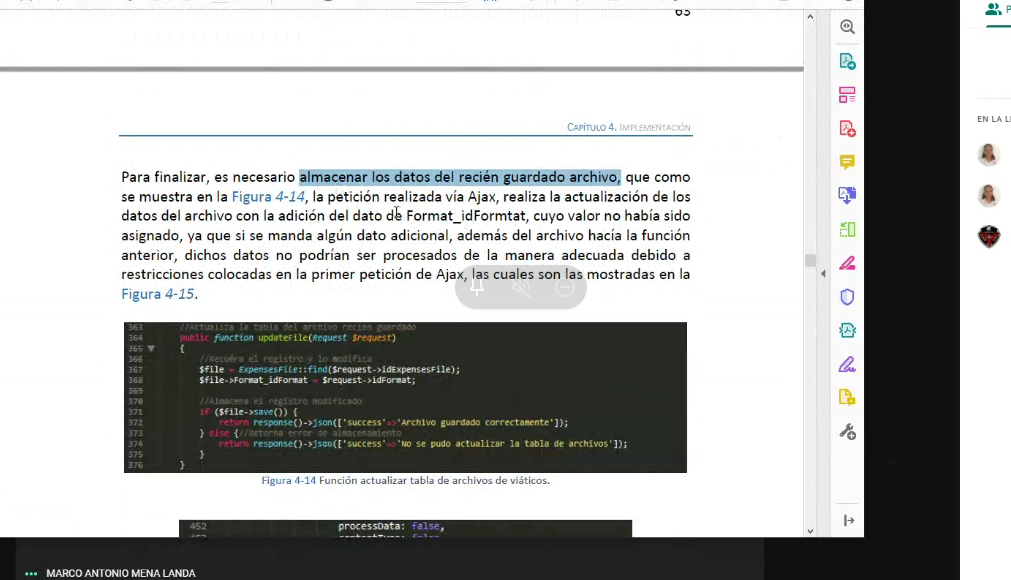 63
CAPÍTULO 4. IMPLEMENTACIÓN
Para finalizar, es necesario almacenar los datos del recién guardado archivo, que como
se muestra en la Figura 4-14, la petición realizada vía Ajax, realiza la actualización de los
datos del archivo con la adición del dato de Format_idFormtat, cuyo valor no había sido
asignado, ya que si se manda algún dato adicional, además del archivo hacía la función
anterior, dichos datos no podrían ser procesados de la manera adecuada debido a
restricciones colocadas en la primer petición de Ajax, las cuales son las mostradas en la
Figura 4-15.
363 //Actualiza la tabla del archivo recien guardado
364 public function updateFile(Request $request)
365 {
366 //Recuéra el registro y lo modifica
367 $file = ExpensesFile::find($request->idExpensesFile);
368 $file->Format_idFormat = $request->idFormat;
369
370 //Almacena el registro modificado
371 if ($file->save()) {
372 return response()->json(['success'=>'Archivo guardado correctamente']);
373 } else {//Retorna error de almacenamiento
374 return response()->json(['success'=>'No se pudo actualizar la tabla de archivos']);
375 }
376 }
Figura 4-14 Función actualizar tabla de archivos de viáticos.
452 processData: false,
EN LA
MARCO ANTONIO MENA LANDA